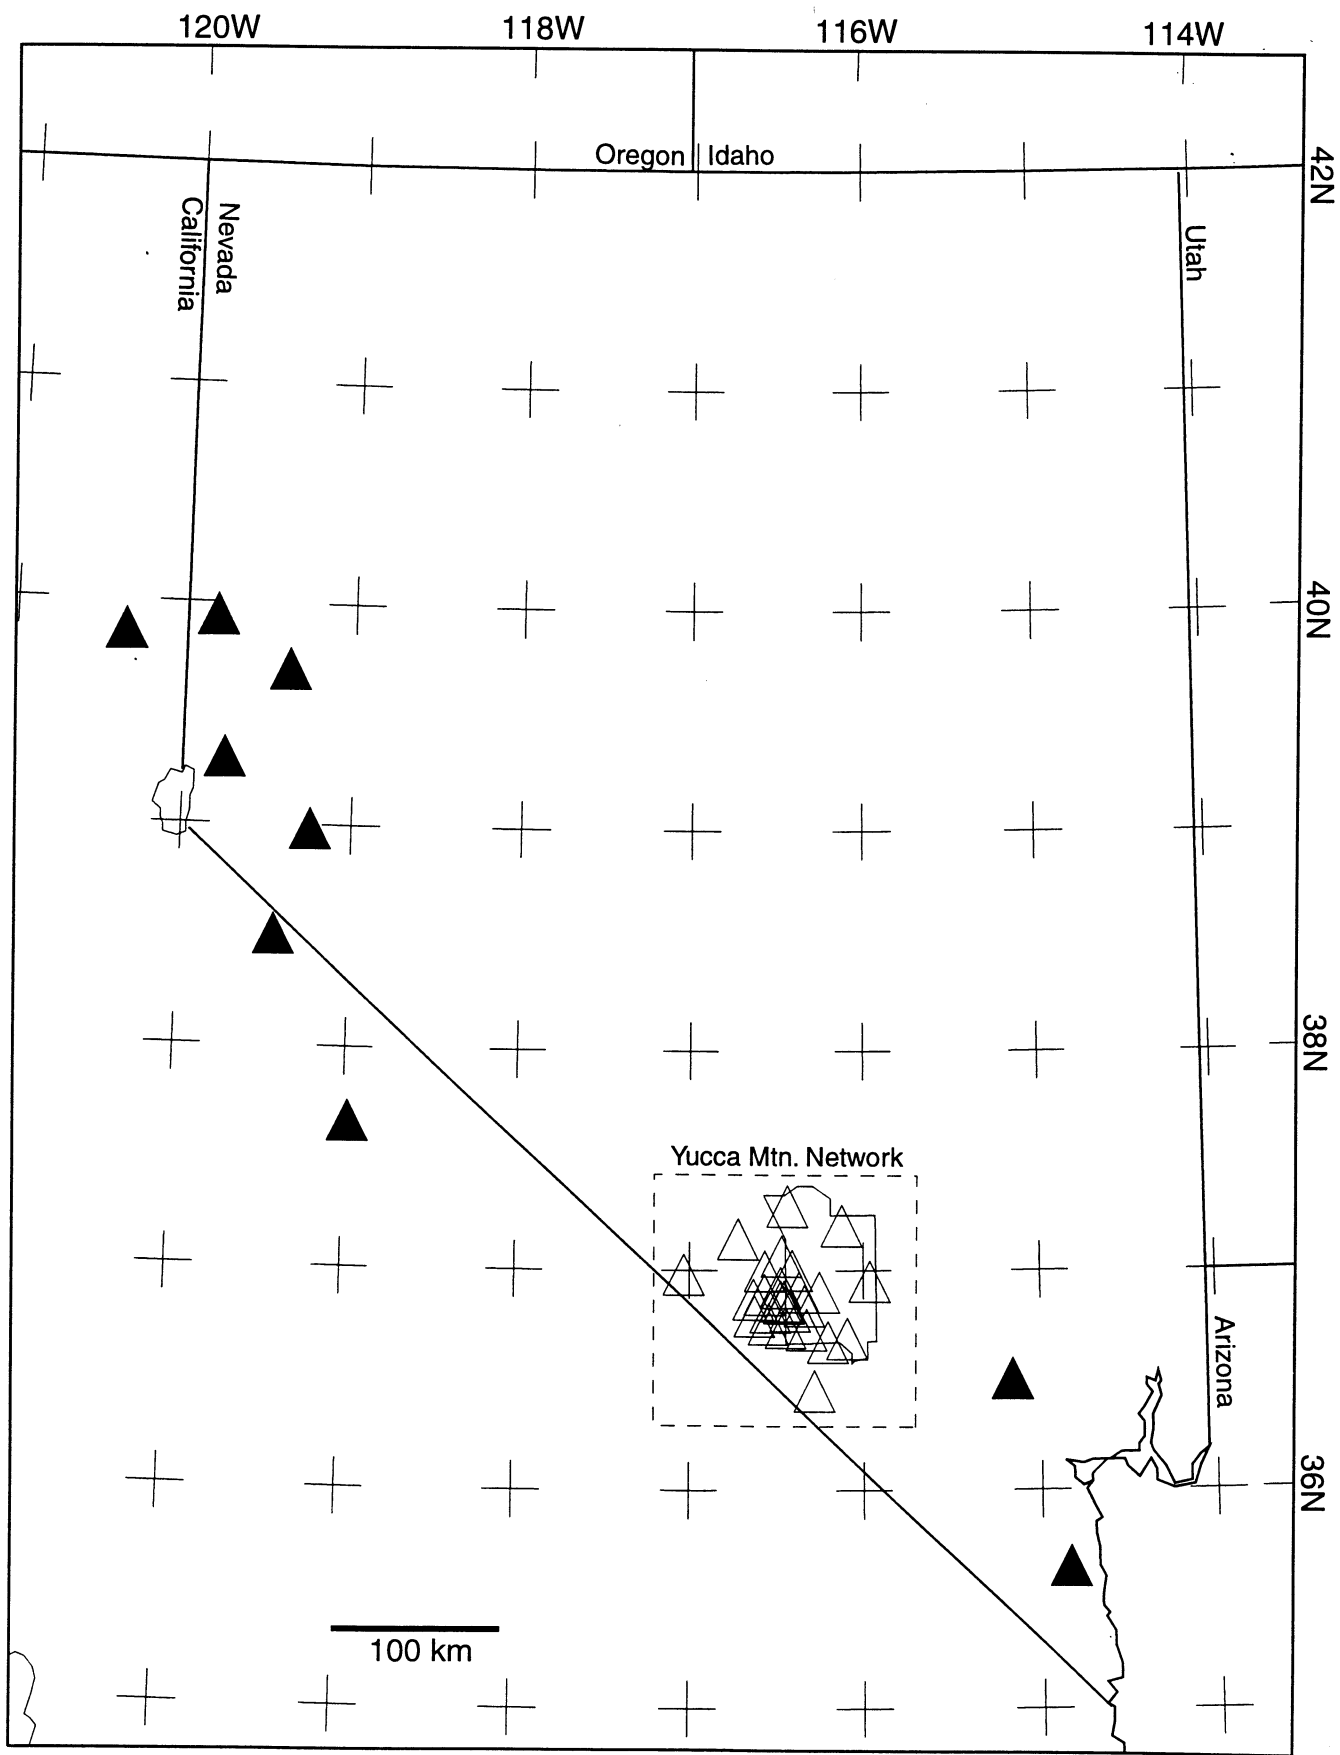 120W
118W
116W
114W
42N
Oregon
Idaho
Nevada
California
Utah
40N
38N
Yucca Mtn. Network
Arizona
36N
100 km